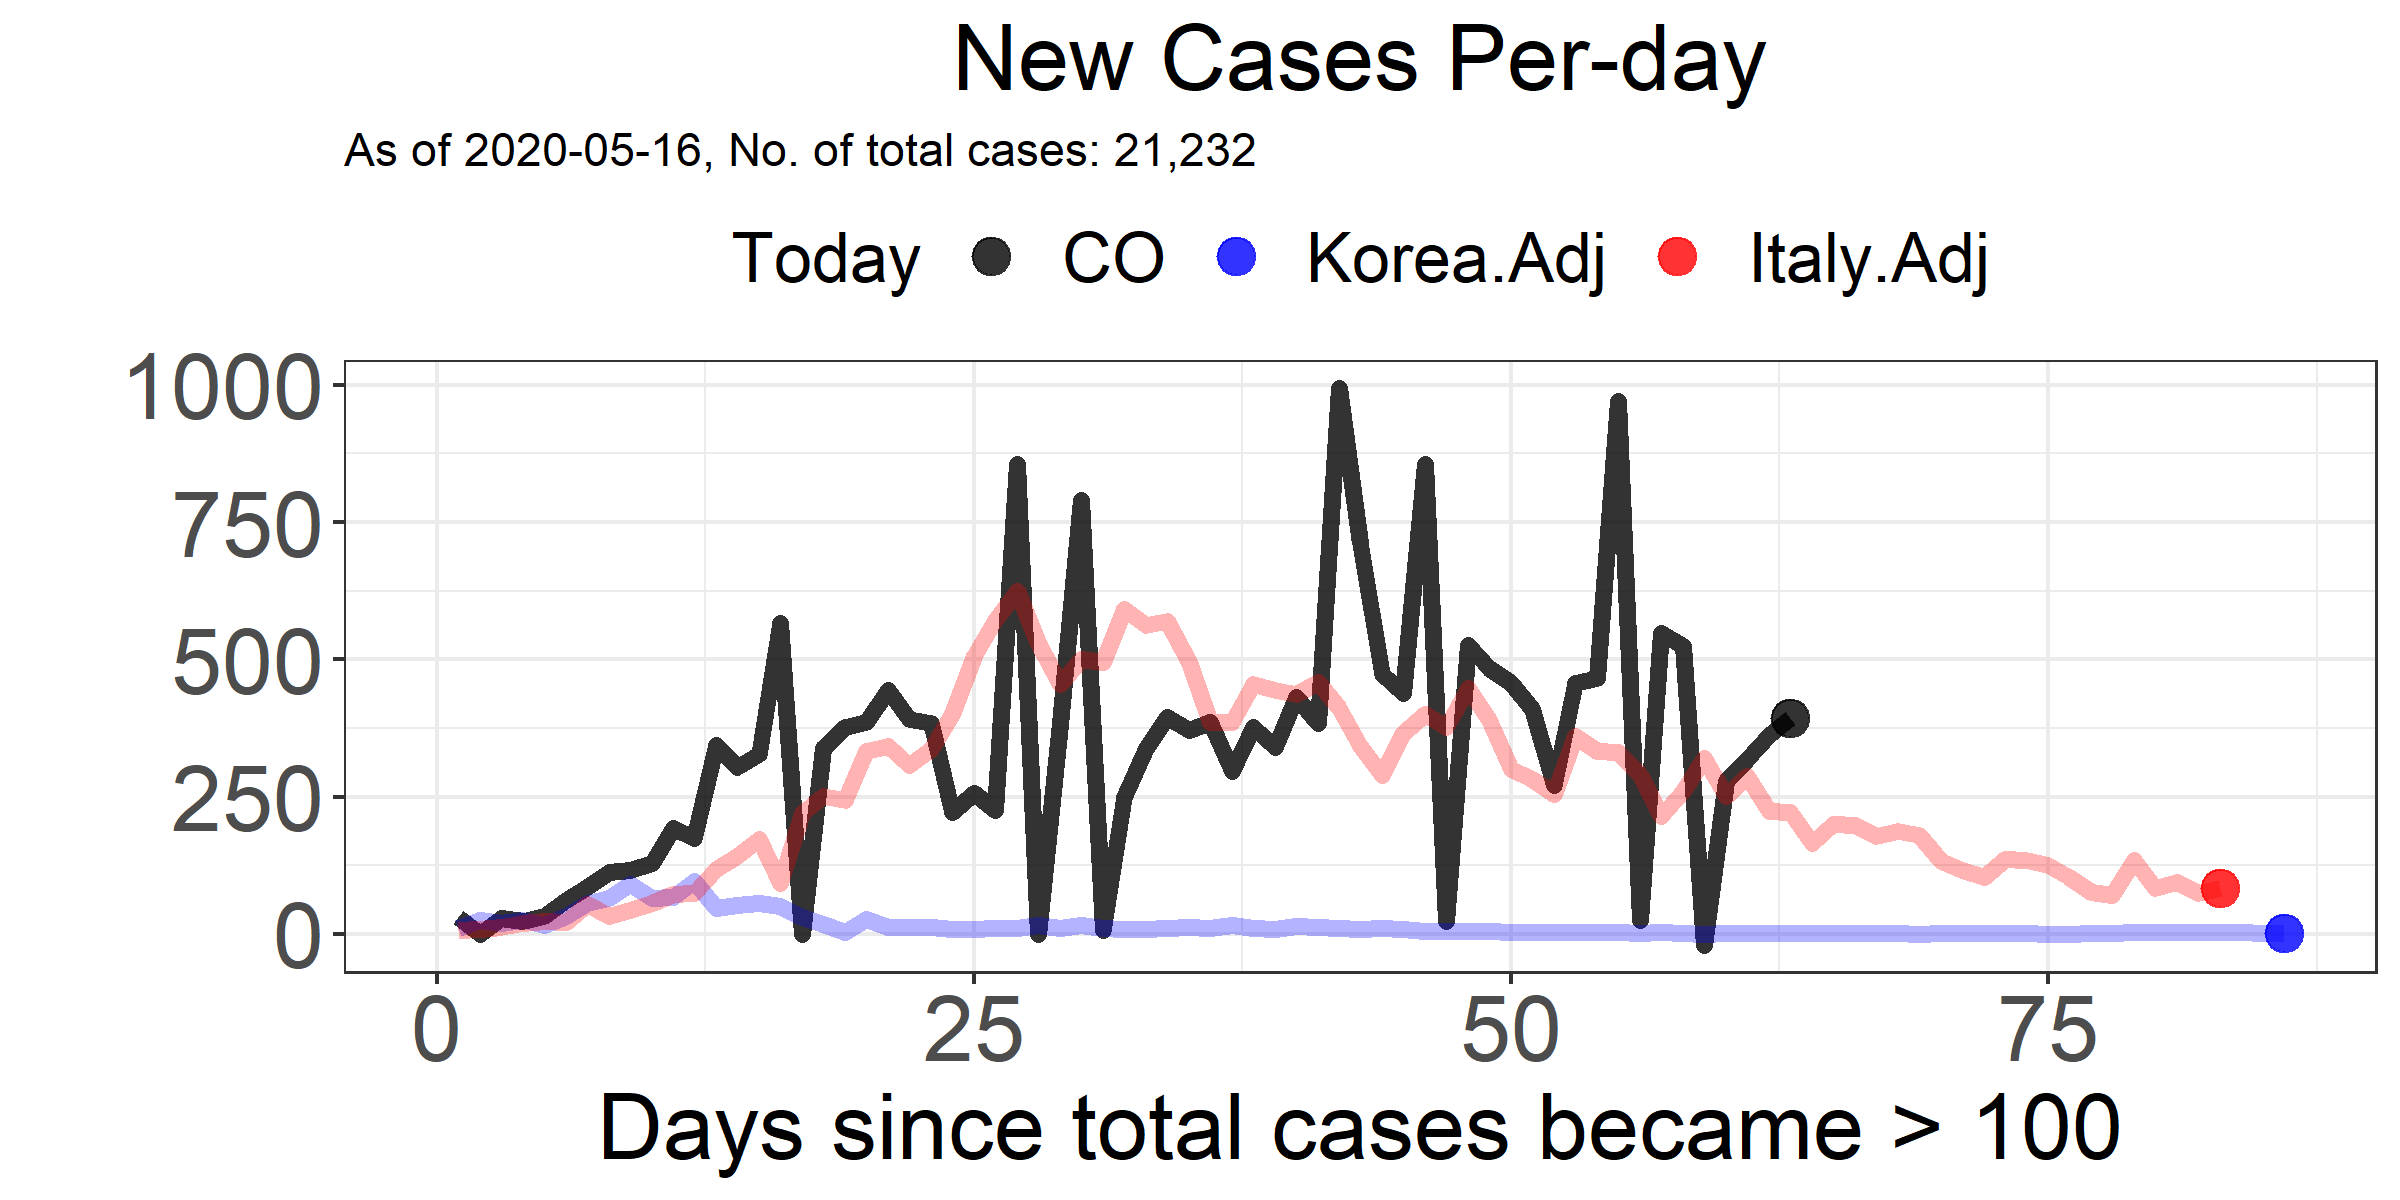 New Cases Per-day
As of 2020-05-16, No. of total cases: 21,232
Today CO Korea.Adj Italy.Adj
1000
750
500
250
0
0 25 50 75
Days since total cases became > 100